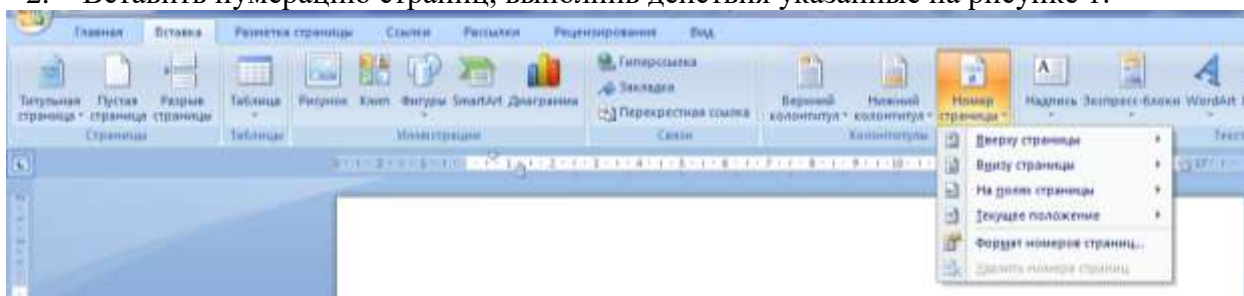 2. Вставить нумерацию страниц, выполнив действия указанные на рисунке 1.
Главная Вставка Разметка страницы Ссылки Рассылки Рецензирование Вид
Титульная страница Пустая страница Разрыв страницы Таблица Рисунок Клип Фигуры SmartArt Диаграмма Гиперссылка Закладка Перекрестная ссылка Верхний колонтитул Нижний колонтитул Номер страницы Надпись Экспресс-блоки WordArt
Страницы Таблицы Иллюстрации Связи Колонтитулы Текст
Вверху страницы
Внизу страницы
На полях страницы
Текущее положение
Формат номеров страниц...
Удалить номера страниц